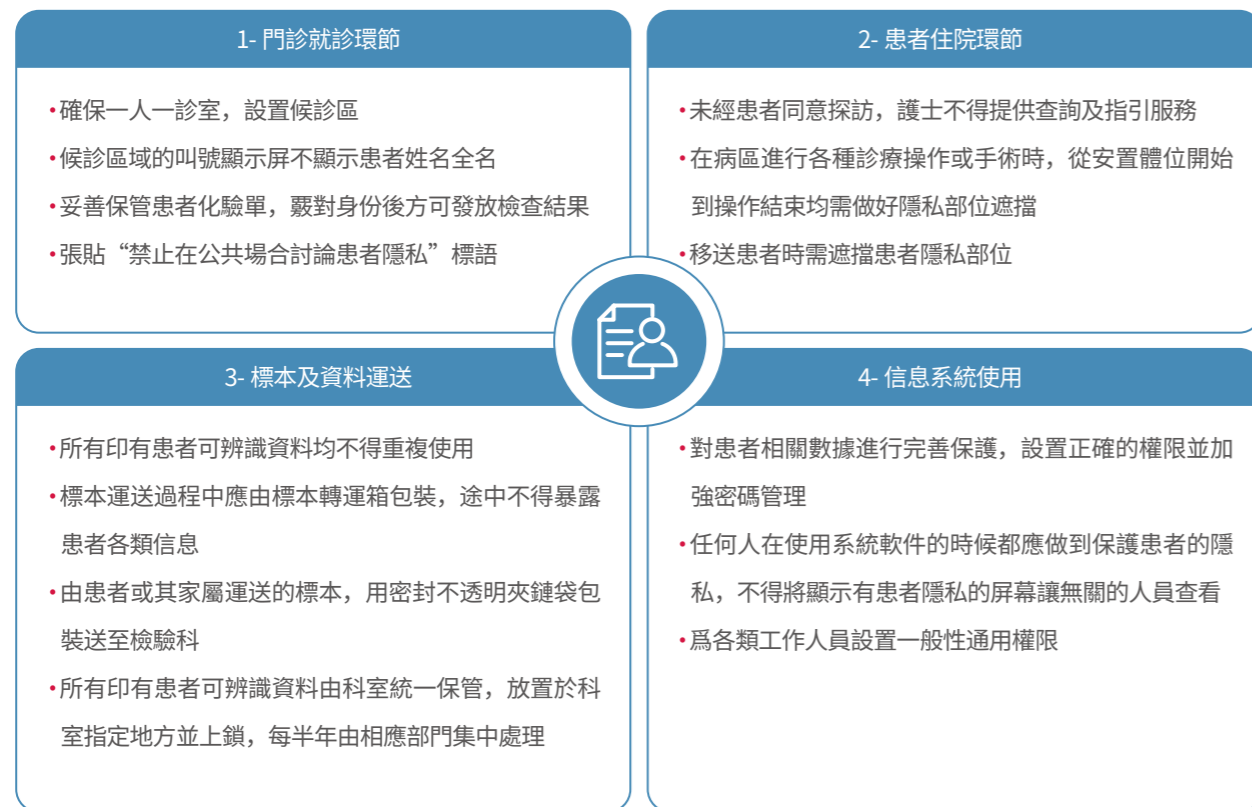 1- 門診就診環節
•確保一人一診室，設置候診區
•候診區域的叫號顯示屏不顯示患者姓名全名
•妥善保管患者化驗單，覈對身份後方可發放檢查結果
•張貼“禁止在公共場合討論患者隱私”標語
2- 患者住院環節
•未經患者同意探訪，護士不得提供查詢及指引服務
•在病區進行各種診療操作或手術時，從安置體位開始
到操作結束均需做好隱私部位遮擋
•移送患者時需遮擋患者隱私部位
3- 標本及資料運送
•所有印有患者可辨識資料均不得重複使用
•標本運送過程中應由標本轉運箱包裝，途中不得暴露
患者各類信息
•由患者或其家屬運送的標本，用密封不透明夾鏈袋包
裝送至檢驗科
•所有印有患者可辨識資料由科室統一保管，放置於科
室指定地方並上鎖，每半年由相應部門集中處理
4- 信息系統使用
•對患者相關數據進行完善保護，設置正確的權限並加
強密碼管理
•任何人在使用系統軟件的時候都應做到保護患者的隱
私，不得將顯示有患者隱私的屏幕讓無關的人員查看
•爲各類工作人員設置一般性通用權限